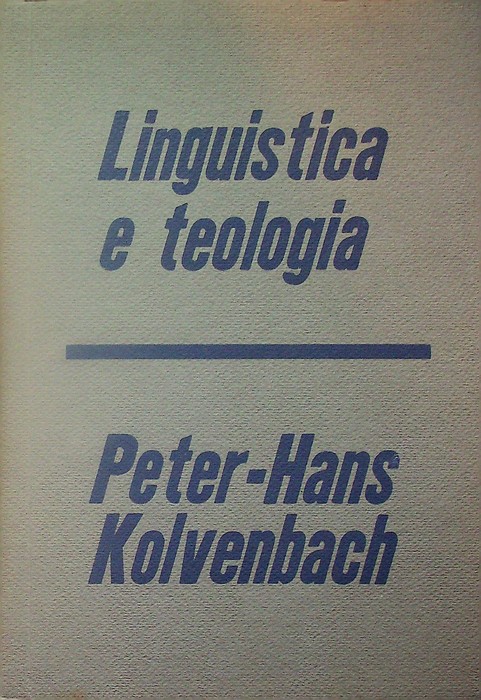 Linguistica
e teologia
Peter-Hans
Kolvenbach